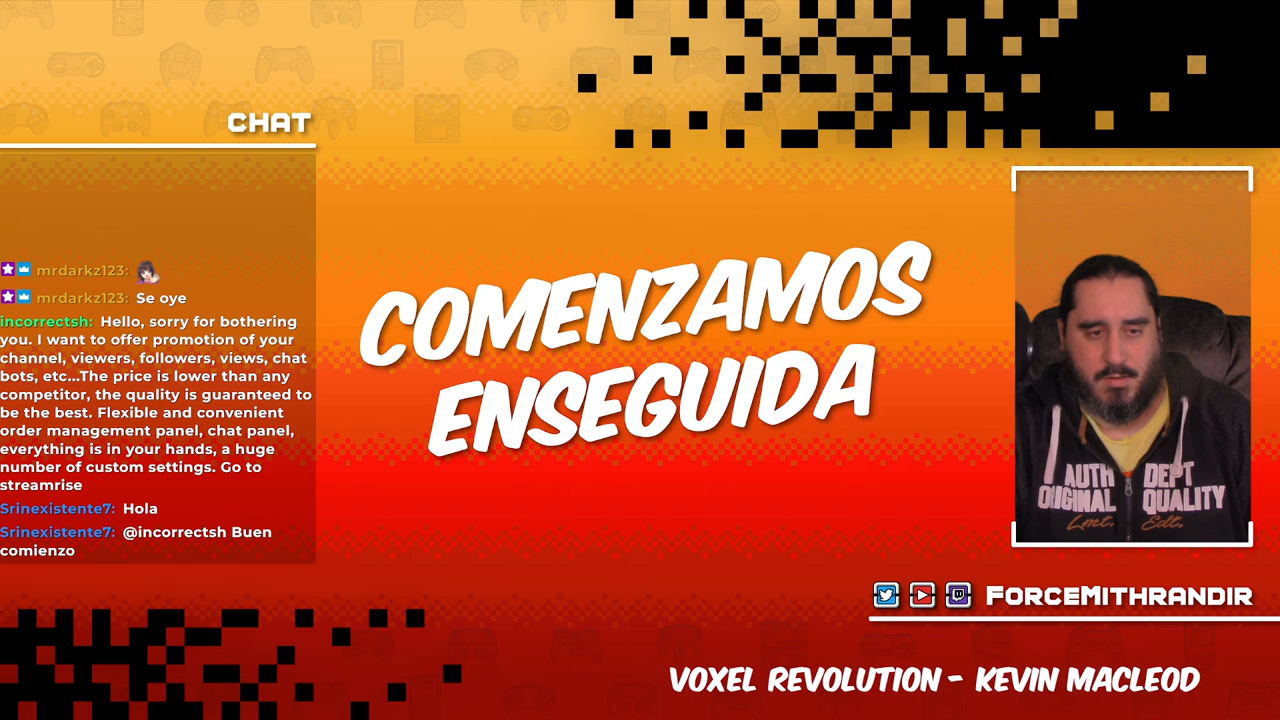 CHAT
mrdarkz123:
mrdarkz123: Se oye
incorrectsh: Hello, sorry for bothering
you. I want to offer promotion of your
channel, viewers, followers, views, chat
bots, etc...The price is lower than any
competitor, the quality is guaranteed to
be the best. Flexible and convenient
order management panel, chat panel,
everything is in your hands, a huge
number of custom settings. Go to
streamrise
Srinexistente7: Hola
Srinexistente7: @incorrectsh Buen
comienzo
COMENZAMOS
ENSEGUIDA
AUTH DEPT
ORIGINAL QUALITY
Lmt. Edt.
FORCEMITHRANDIR
VOXEL REVOLUTION - KEVIN MACLEOD